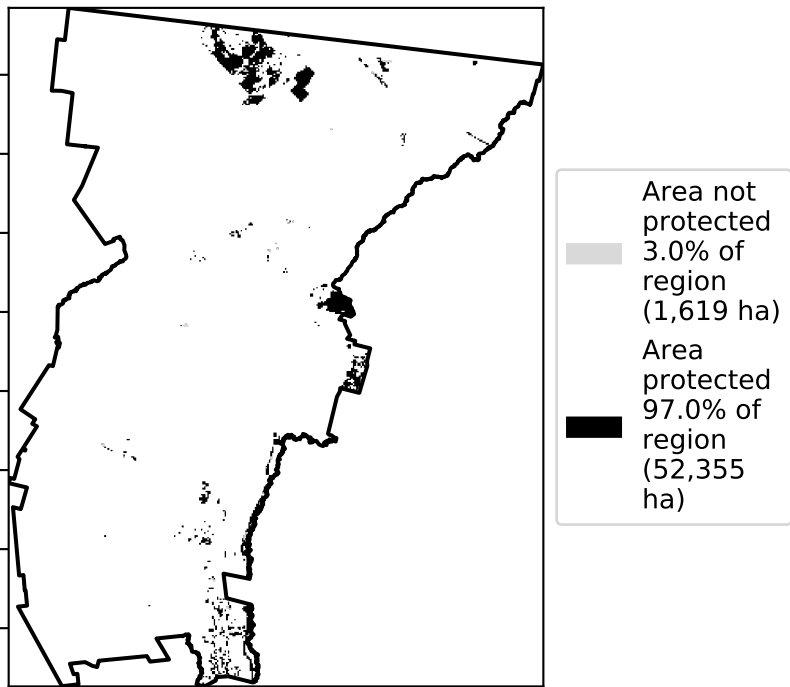 Area not
protected
3.0% of
region
(1,619 ha)
Area
protected
97.0% of
region
(52,355
ha)